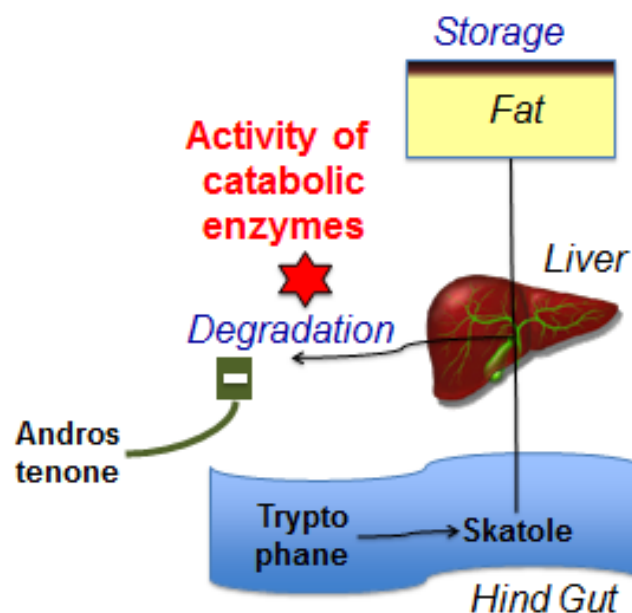 Storage
Fat
Activity of
catabolic
enzymes
Liver
Degradation
Andros
tenone
Trypto
phane
Skatole
Hind Gut